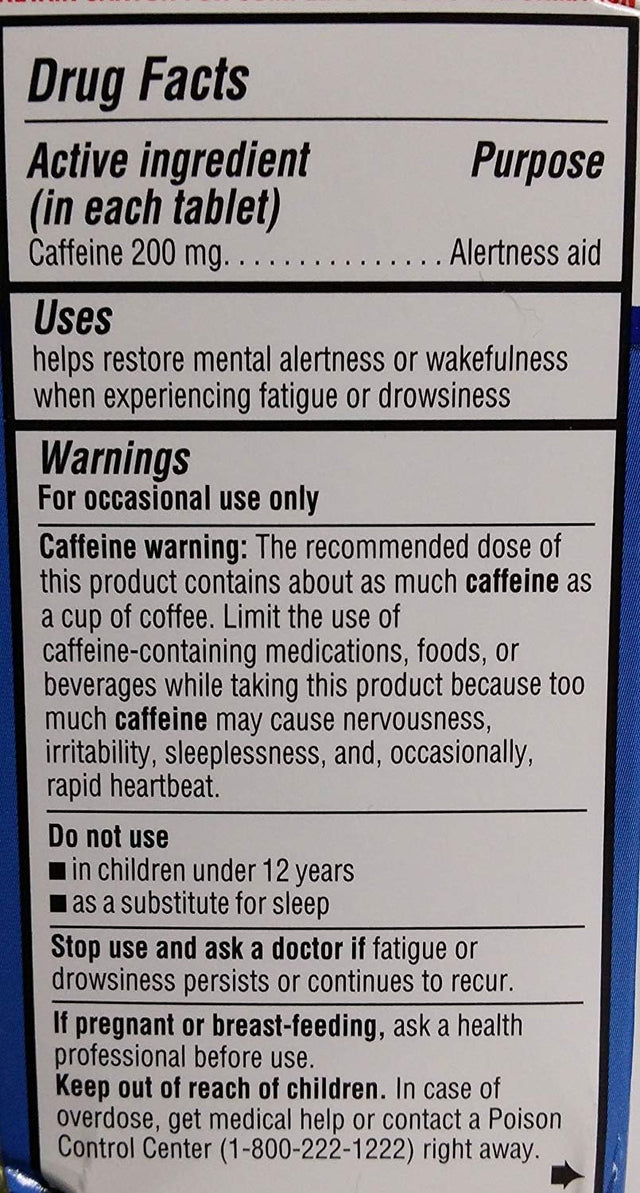 Drug Facts
Active ingredient Purpose
(in each tablet)
Caffeine 200 mg. . . . . . . . . . . . . . . . Alertness aid
Uses
helps restore mental alertness or wakefulness
when experiencing fatigue or drowsiness
Warnings
For occasional use only
Caffeine warning: The recommended dose of
this product contains about as much caffeine as
a cup of coffee. Limit the use of
caffeine-containing medications, foods, or
beverages while taking this product because too
much caffeine may cause nervousness,
irritability, sleeplessness, and, occasionally,
rapid heartbeat.
Do not use
■ in children under 12 years
■ as a substitute for sleep
Stop use and ask a doctor if fatigue or
drowsiness persists or continues to recur.
If pregnant or breast-feeding, ask a health
professional before use.
Keep out of reach of children. In case of
overdose, get medical help or contact a Poison
Control Center (1-800-222-1222) right away.